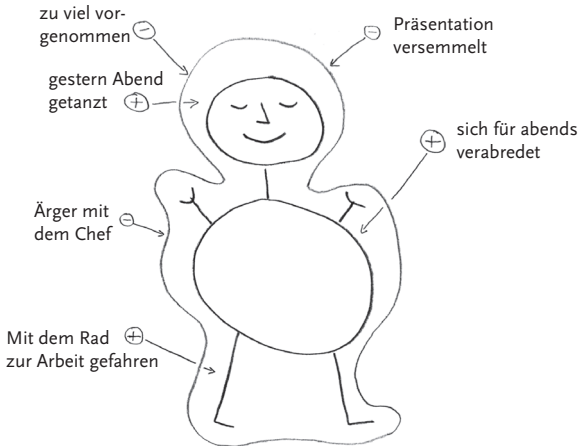 zu viel vor-
genommen ⊖
⊖ Präsentation
versemmelt
gestern Abend
getanzt ⊕
⊕ sich für abends
verabredet
Ärger mit ⊖
dem Chef
Mit dem Rad ⊕
zur Arbeit gefahren